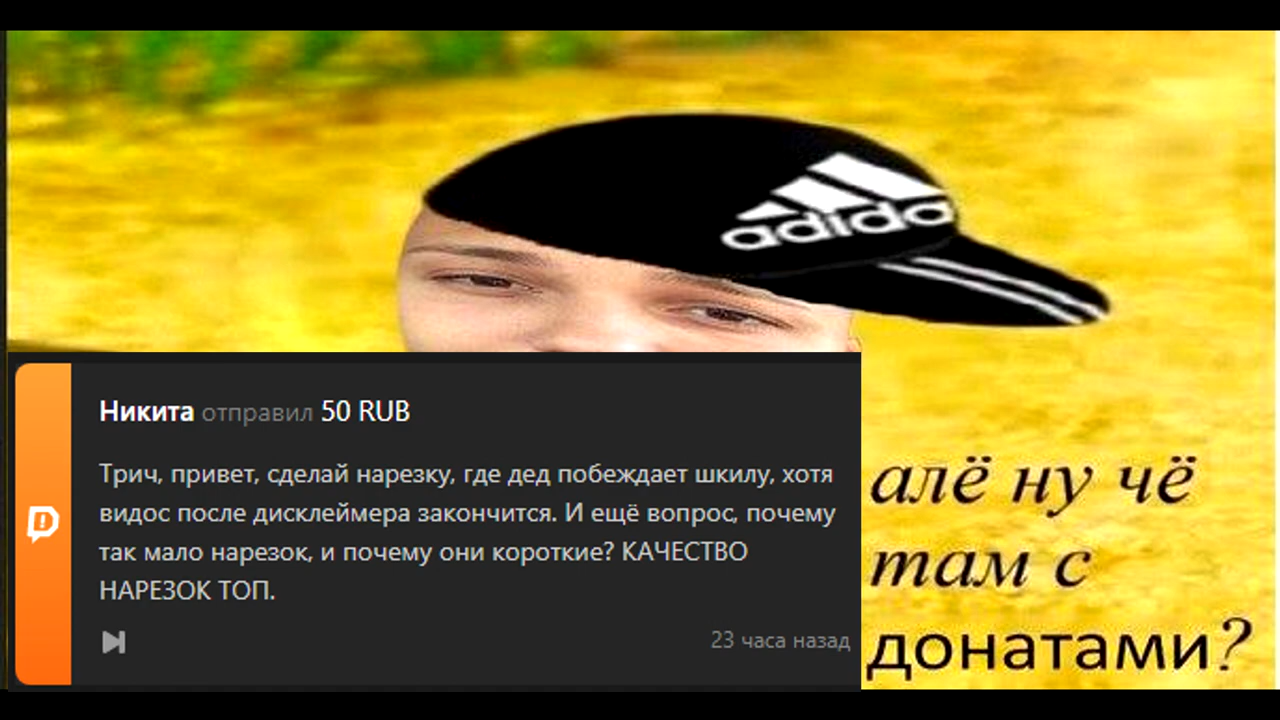 adidas
Никита отправил 50 RUB
Трич, привет, сделай нарезку, где дед побеждает шкилу, хотя
видос после дисклеймера закончится. И ещё вопрос, почему
так мало нарезок, и почему они короткие? КАЧЕСТВО
НАРЕЗОК ТОП.
23 часа назад
алё ну чё
там с
донатами?